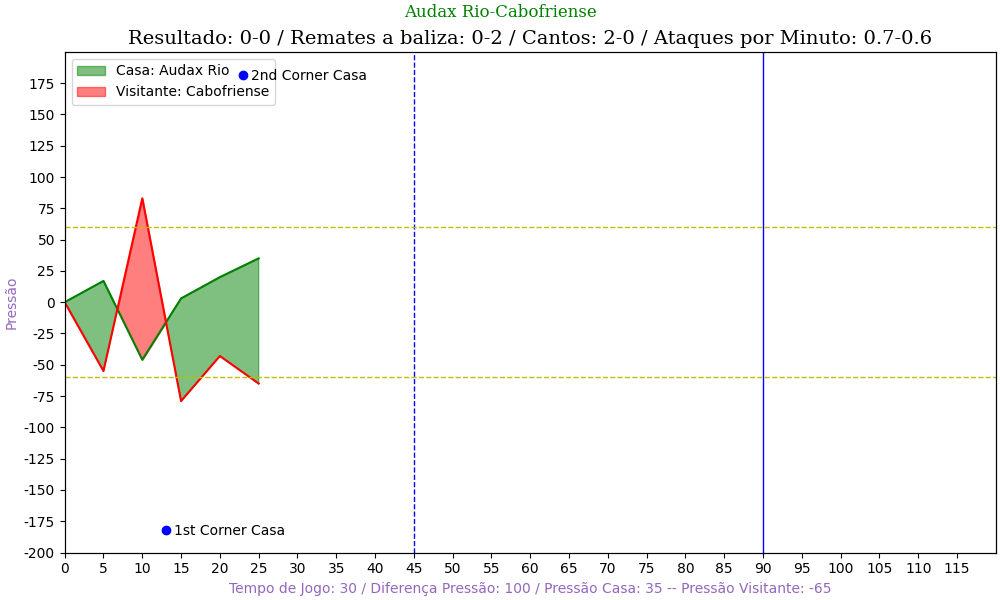 Audax Rio-Cabofriense
Resultado: 0-0 / Remates a baliza: 0-2 / Cantos: 2-0 / Ataques por Minuto: 0.7-0.6
Casa: Audax Rio
Visitante: Cabofriense
2nd Corner Casa
1st Corner Casa
Pressão
175
150
125
100
75
50
25
0
-25
-50
-75
-100
-125
-150
-175
-200
0 5 10 15 20 25 30 35 40 45 50 55 60 65 70 75 80 85 90 95 100 105 110 115
Tempo de Jogo: 30 / Diferença Pressão: 100 / Pressão Casa: 35 -- Pressão Visitante: -65